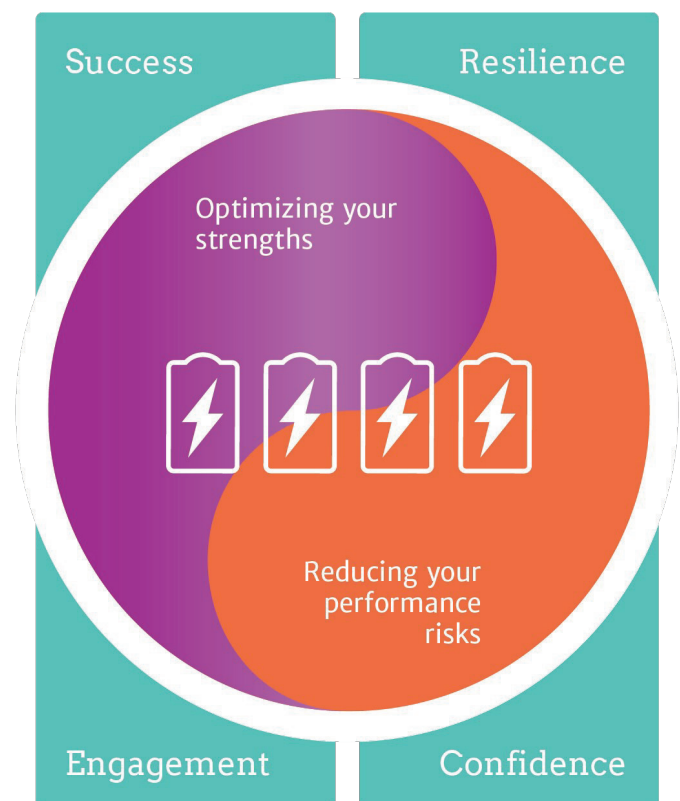 Success
Resilience
Optimizing your
strengths
Reducing your
performance
risks
Engagement
Confidence